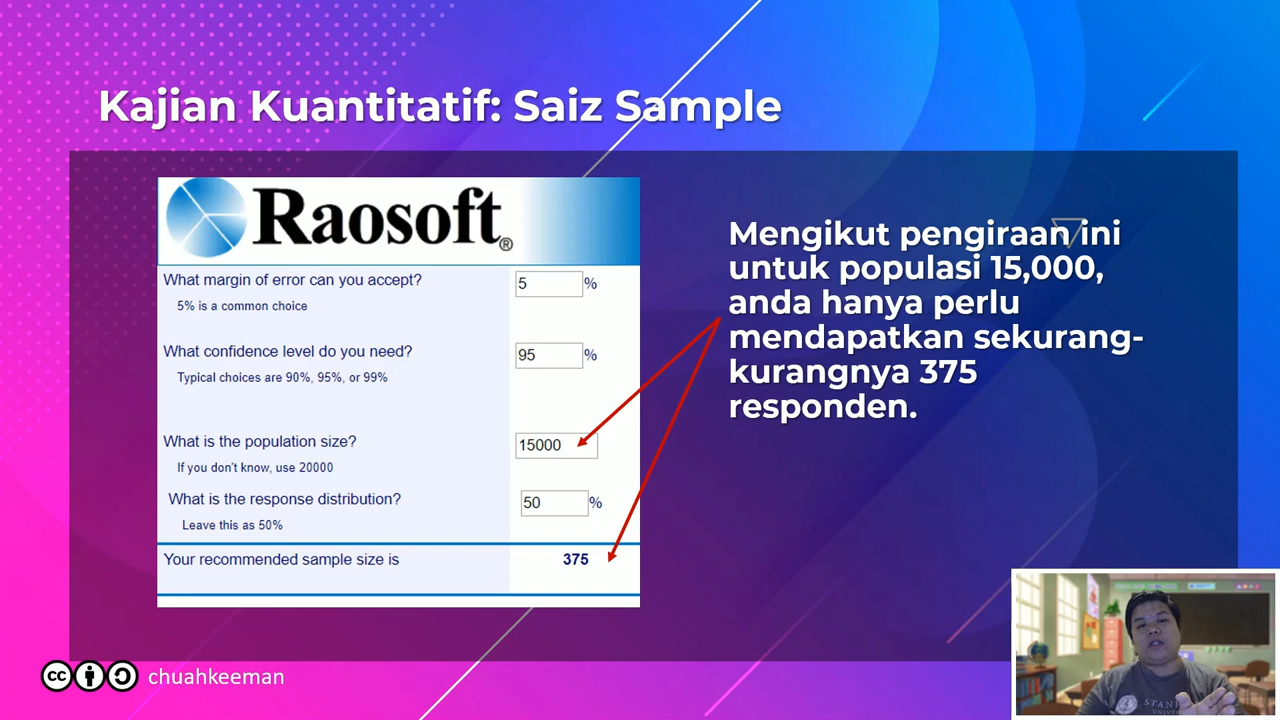 Kajian Kuantitatif: Saiz Sample
Raosoft®
What margin of error can you accept?
5 %
5% is a common choice
What confidence level do you need?
95 %
Typical choices are 90%, 95%, or 99%
What is the population size?
15000
If you don't know, use 20000
What is the response distribution?
50 %
Leave this as 50%
Your recommended sample size is
375
Mengikut pengiraan ini
untuk populasi 15,000,
anda hanya perlu
mendapatkan sekurang-
kurangnya 375
responden.
cc
chuahkeeman